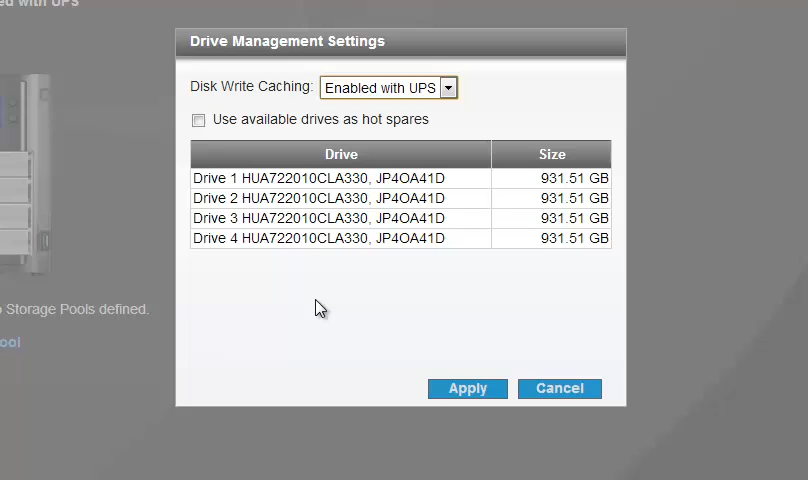 ed with UPS
Drive Management Settings
Disk Write Caching: Enabled with UPS
Use available drives as hot spares
Drive Size
Drive 1 HUA722010CLA330, JP4OA41D 931.51 GB
Drive 2 HUA722010CLA330, JP4OA41D 931.51 GB
Drive 3 HUA722010CLA330, JP4OA41D 931.51 GB
Drive 4 HUA722010CLA330, JP4OA41D 931.51 GB
o Storage Pools defined.
ool
Apply Cancel